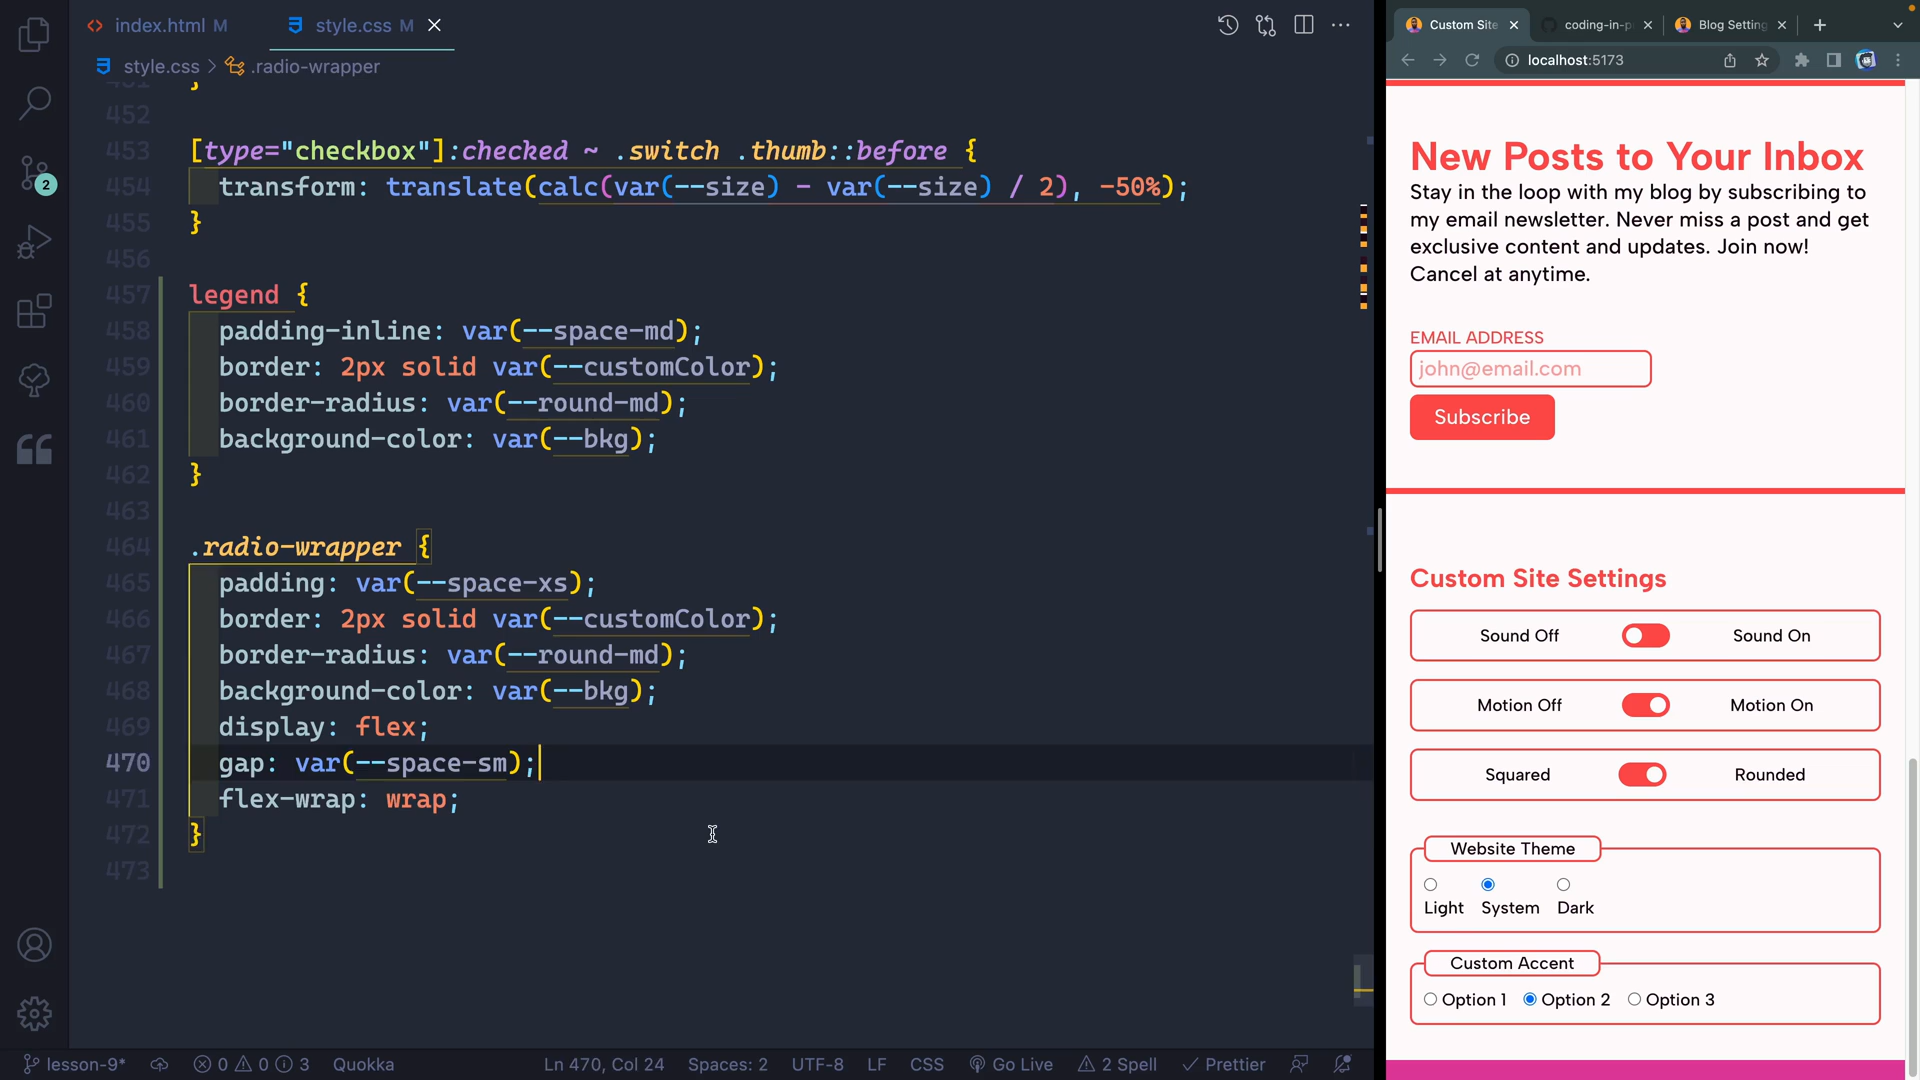 index.html M
style.css M
style.css > .radio-wrapper
451 }
452
453 [type="checkbox"]:checked ~ .switch .thumb::before {
454 transform: translate(calc(var(--size) - var(--size) / 2), -50%);
455 }
456
457 legend {
458 padding-inline: var(--space-md);
459 border: 2px solid var(--customColor);
460 border-radius: var(--round-md);
461 background-color: var(--bkg);
462 }
463
464 .radio-wrapper {
465 padding: var(--space-xs);
466 border: 2px solid var(--customColor);
467 border-radius: var(--round-md);
468 background-color: var(--bkg);
469 display: flex;
470 gap: var(--space-sm);
471 flex-wrap: wrap;
472 }
473
2
lesson-9*
0 0 3
Quokka
Ln 470, Col 24
Spaces: 2
UTF-8
LF
CSS
Go Live
2 Spell
Prettier
Custom Site
coding-in-p
Blog Setting
localhost:5173
New Posts to Your Inbox
Stay in the loop with my blog by subscribing to
my email newsletter. Never miss a post and get
exclusive content and updates. Join now!
Cancel at anytime.
EMAIL ADDRESS
john@email.com
Subscribe
Custom Site Settings
Sound Off Sound On
Motion Off Motion On
Squared Rounded
Website Theme
Light System Dark
Custom Accent
Option 1 Option 2 Option 3